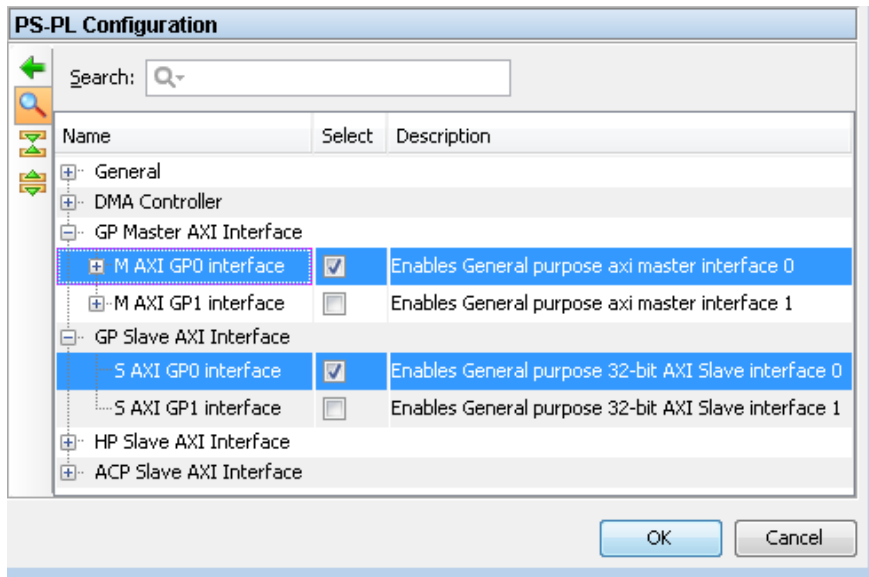 PS-PL Configuration
Search:
Name Select Description
General
DMA Controller
GP Master AXI Interface
M AXI GP0 interface Enables General purpose axi master interface 0
M AXI GP1 interface Enables General purpose axi master interface 1
GP Slave AXI Interface
S AXI GP0 interface Enables General purpose 32-bit AXI Slave interface 0
S AXI GP1 interface Enables General purpose 32-bit AXI Slave interface 1
HP Slave AXI Interface
ACP Slave AXI Interface
OK Cancel